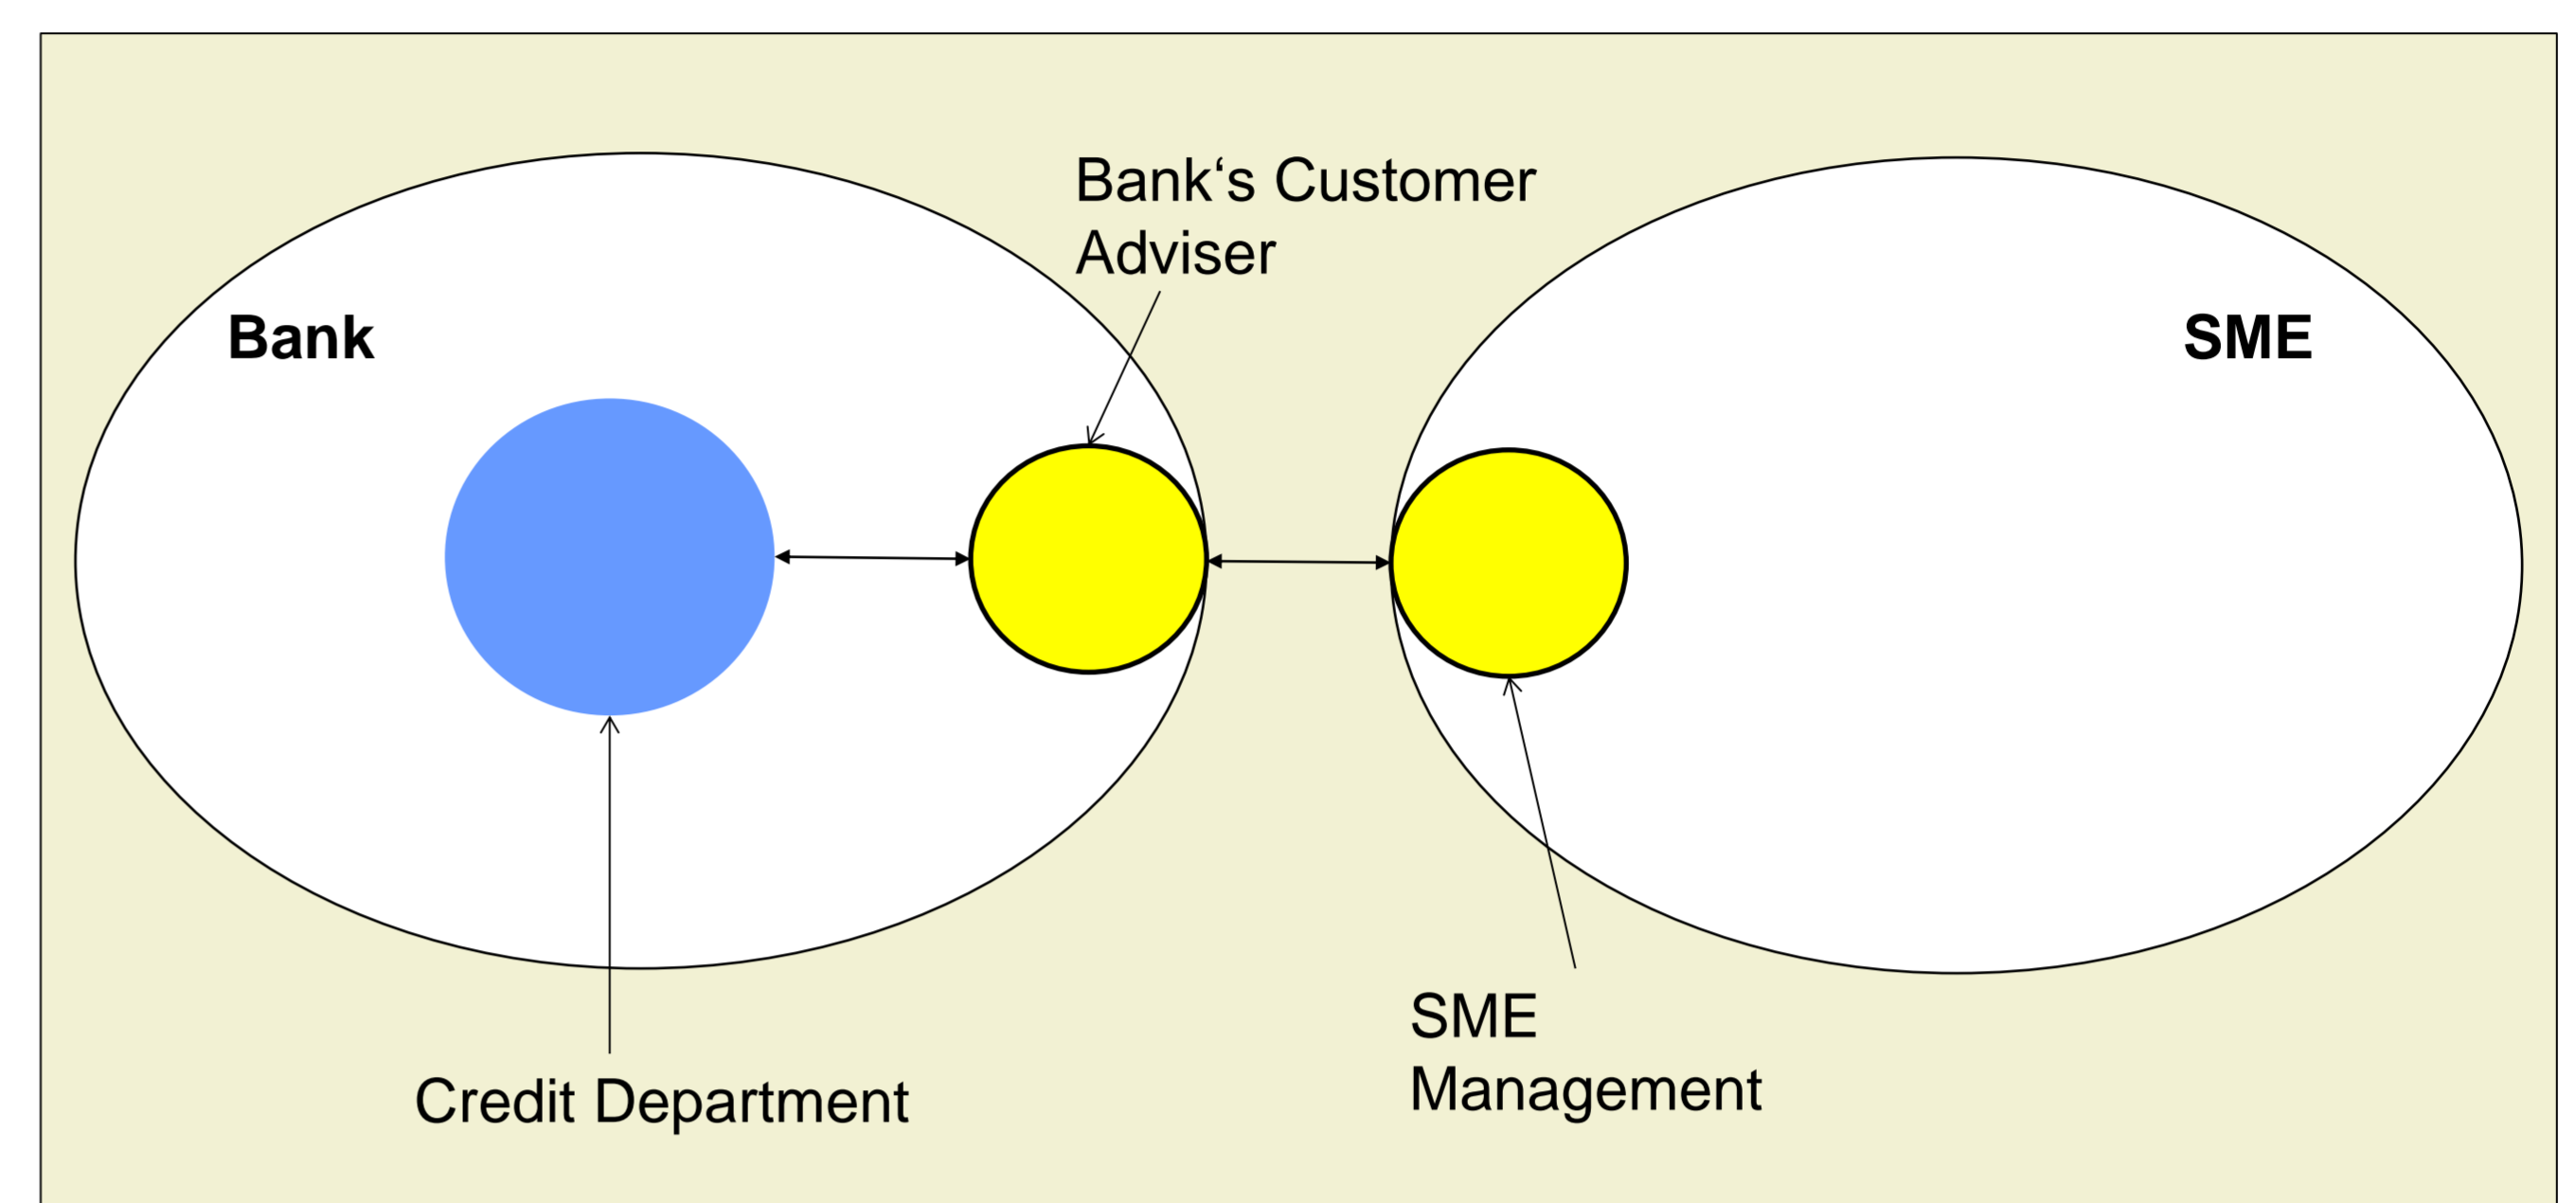 Bank‘s Customer
Adviser
Bank
SME
SME
Management
Credit Department